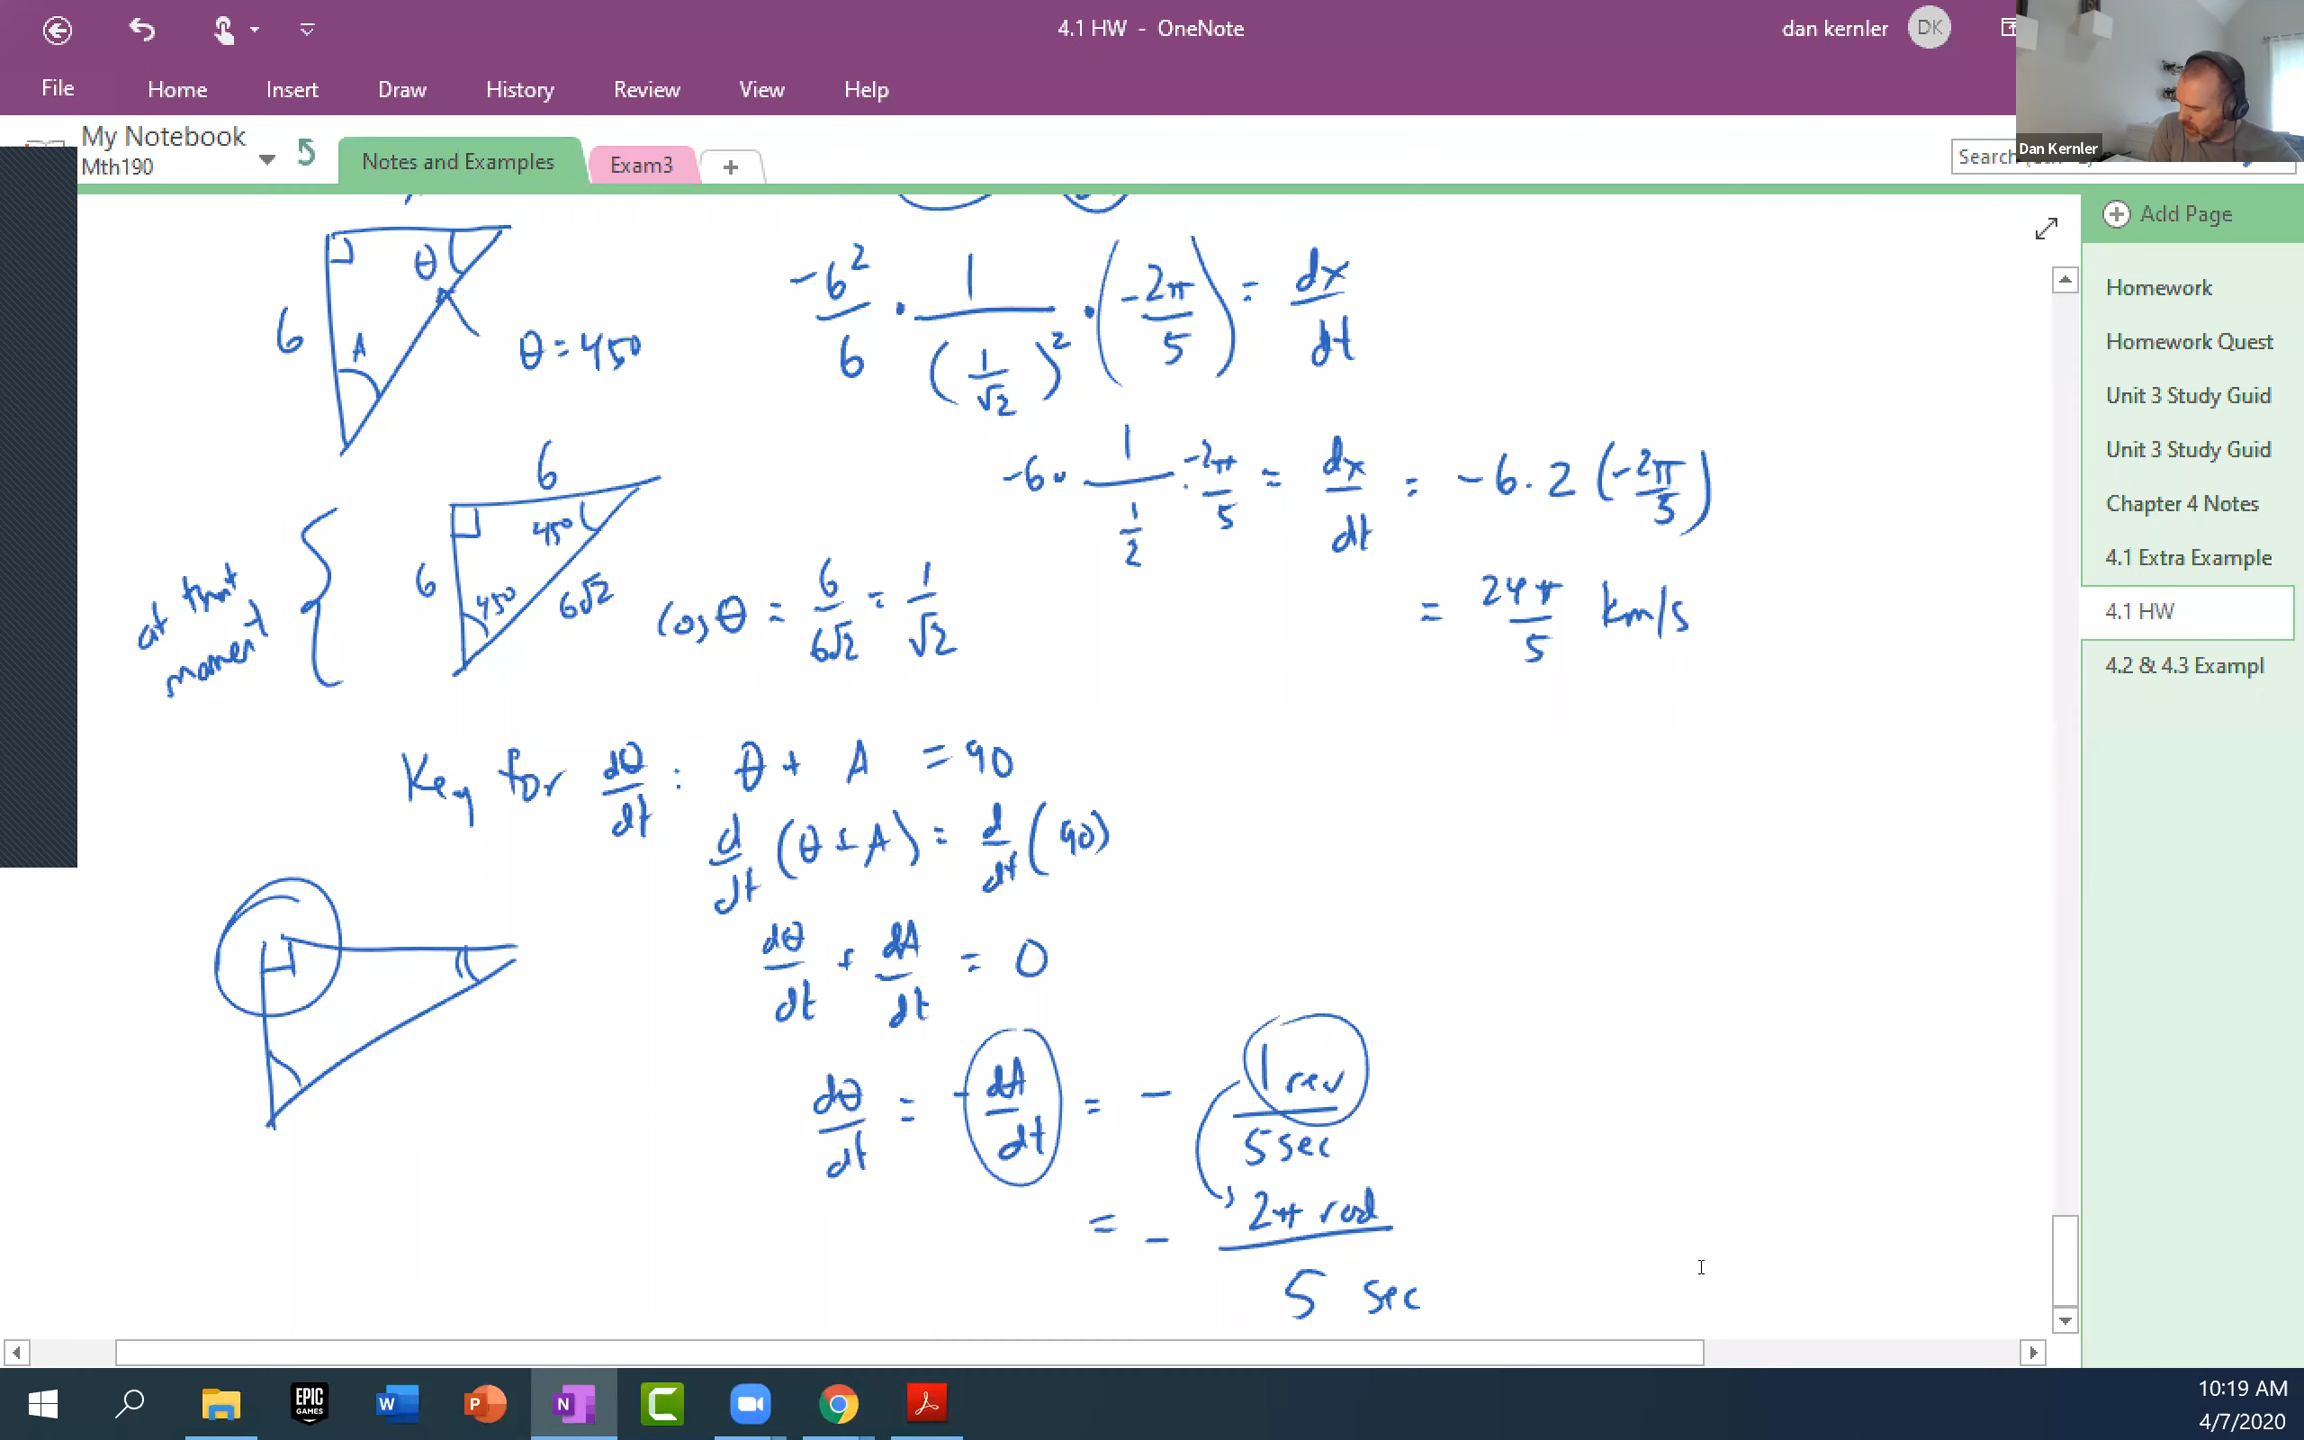 4.1 HW - OneNote
dan kernler
DK
File Home Insert Draw History Review View Help
My Notebook
Mth190
Notes and Examples
Exam3
+
Search
Dan Kernler
Add Page
Homework
Homework Quest
Unit 3 Study Guid
Unit 3 Study Guid
Chapter 4 Notes
4.1 Extra Example
4.1 HW
4.2 & 4.3 Exampl
6 A θ
θ = 45°
-6²/6 · 1/(1/√2)² · (-2π/5) = dx/dt
-6 · 1/(1/2) · -2π/5 = dx/dt = -6 · 2 (-2π/5)
= 24π/5 km/s
at that
moment
6
6 45° 45° 6√2
cos θ = 6/6√2 = 1/√2
Key for dθ/dt : θ + A = 90
d/dt (θ + A) = d/dt (90)
dθ/dt + dA/dt = 0
dθ/dt = - dA/dt = - 1 rev/5 sec
= - 2π rad/5 sec
EPIC
GAMES
10:19 AM
4/7/2020